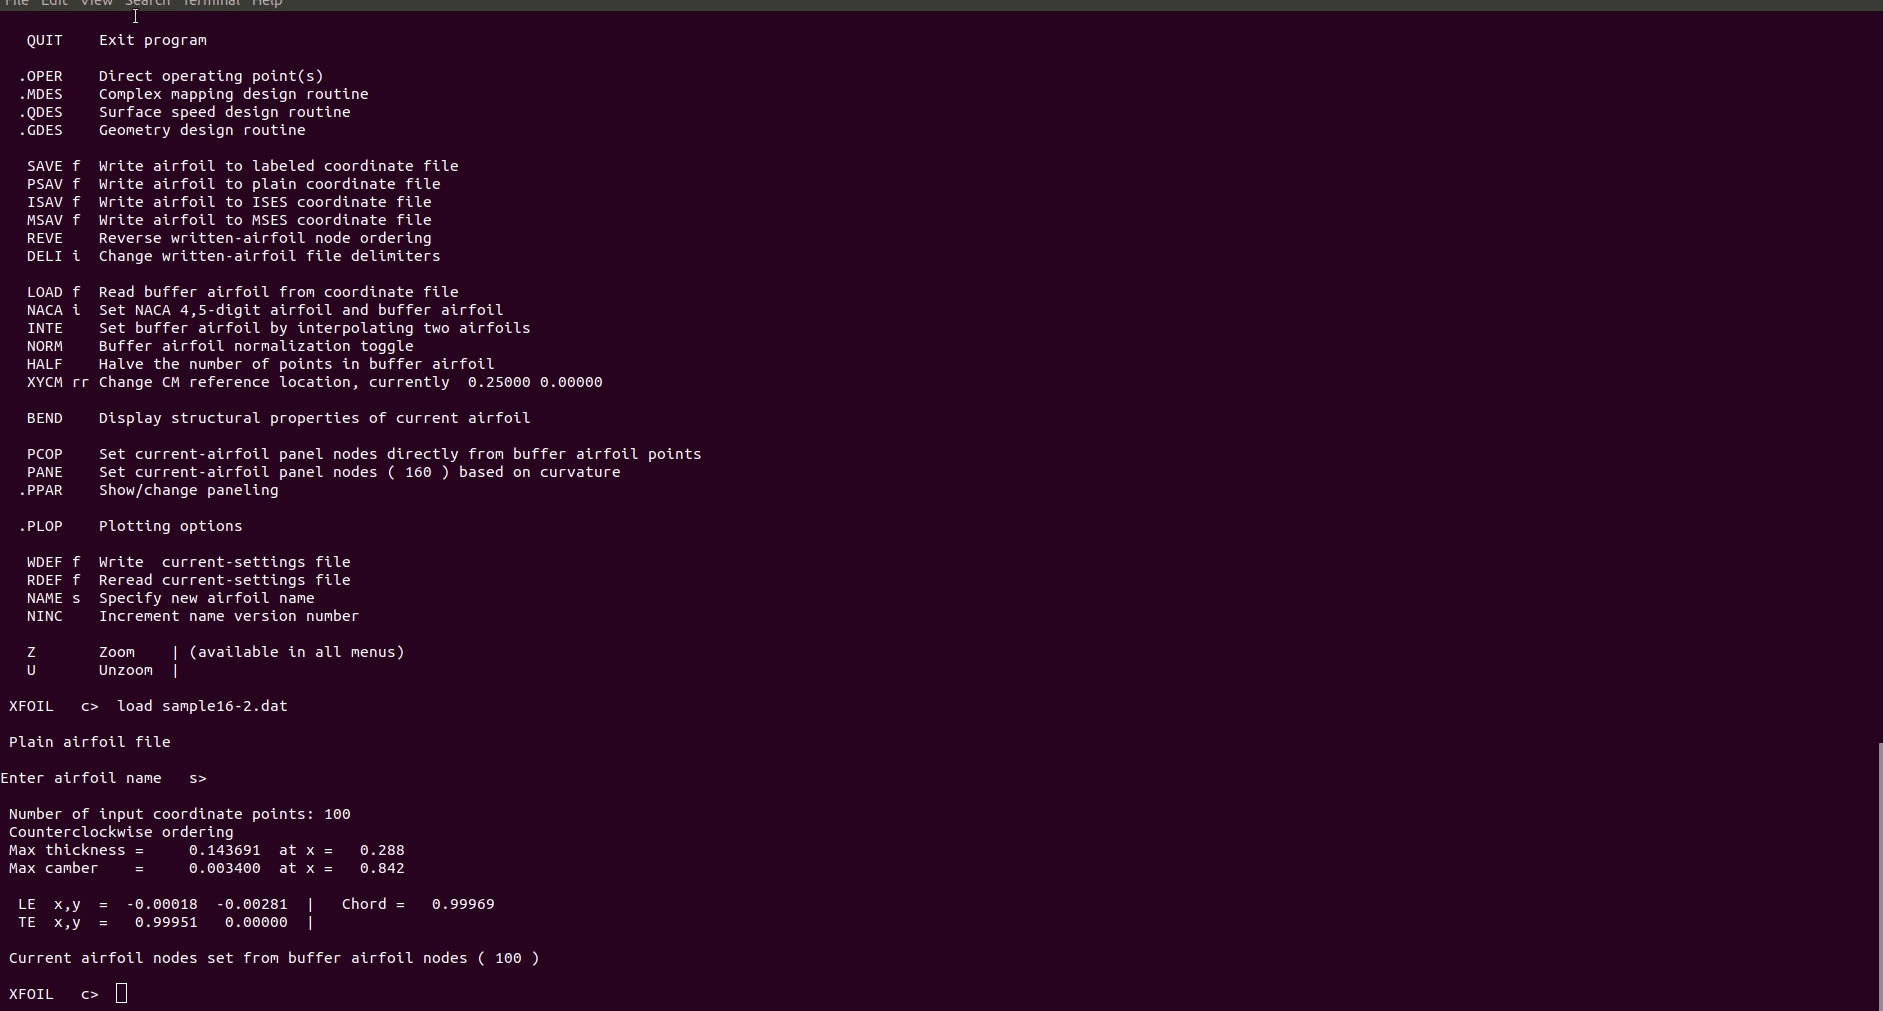 File Edit View Search Terminal Help
QUIT Exit program
.OPER Direct operating point(s)
.MDES Complex mapping design routine
.QDES Surface speed design routine
.GDES Geometry design routine
SAVE f Write airfoil to labeled coordinate file
PSAV f Write airfoil to plain coordinate file
ISAV f Write airfoil to ISES coordinate file
MSAV f Write airfoil to MSES coordinate file
REVE Reverse written-airfoil node ordering
DELI i Change written-airfoil file delimiters
LOAD f Read buffer airfoil from coordinate file
NACA i Set NACA 4,5-digit airfoil and buffer airfoil
INTE Set buffer airfoil by interpolating two airfoils
NORM Buffer airfoil normalization toggle
HALF Halve the number of points in buffer airfoil
XYCM rr Change CM reference location, currently 0.25000 0.00000
BEND Display structural properties of current airfoil
PCOP Set current-airfoil panel nodes directly from buffer airfoil points
PANE Set current-airfoil panel nodes ( 160 ) based on curvature
.PPAR Show/change paneling
.PLOP Plotting options
WDEF f Write current-settings file
RDEF f Reread current-settings file
NAME s Specify new airfoil name
NINC Increment name version number
Z Zoom | (available in all menus)
U Unzoom |
XFOIL c> load sample16-2.dat
Plain airfoil file
Enter airfoil name s>
Number of input coordinate points: 100
Counterclockwise ordering
Max thickness = 0.143691 at x = 0.288
Max camber = 0.003400 at x = 0.842
LE x,y = -0.00018 -0.00281 | Chord = 0.99969
TE x,y = 0.99951 0.00000 |
Current airfoil nodes set from buffer airfoil nodes ( 100 )
XFOIL c>